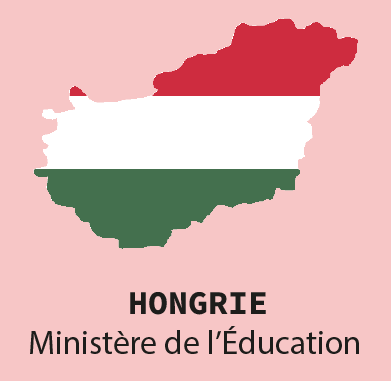 HONGRIE
Ministère de l’Éducation